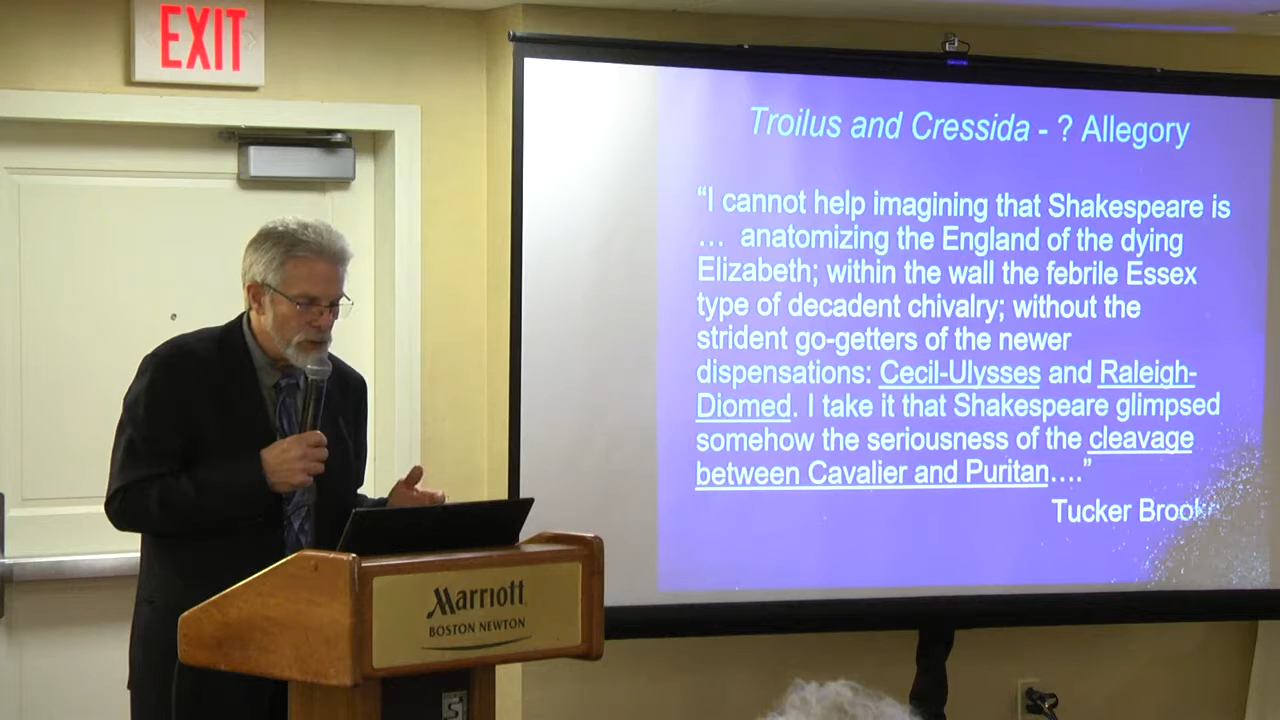 EXIT
Troilus and Cressida - ? Allegory
“I cannot help imagining that Shakespeare is
… anatomizing the England of the dying
Elizabeth; within the wall the febrile Essex
type of decadent chivalry; without the
strident go-getters of the newer
dispensations: Cecil-Ulysses and Raleigh-
Diomed. I take it that Shakespeare glimpsed
somehow the seriousness of the cleavage
between Cavalier and Puritan….”
Tucker
Marriott
BOSTON NEWTON